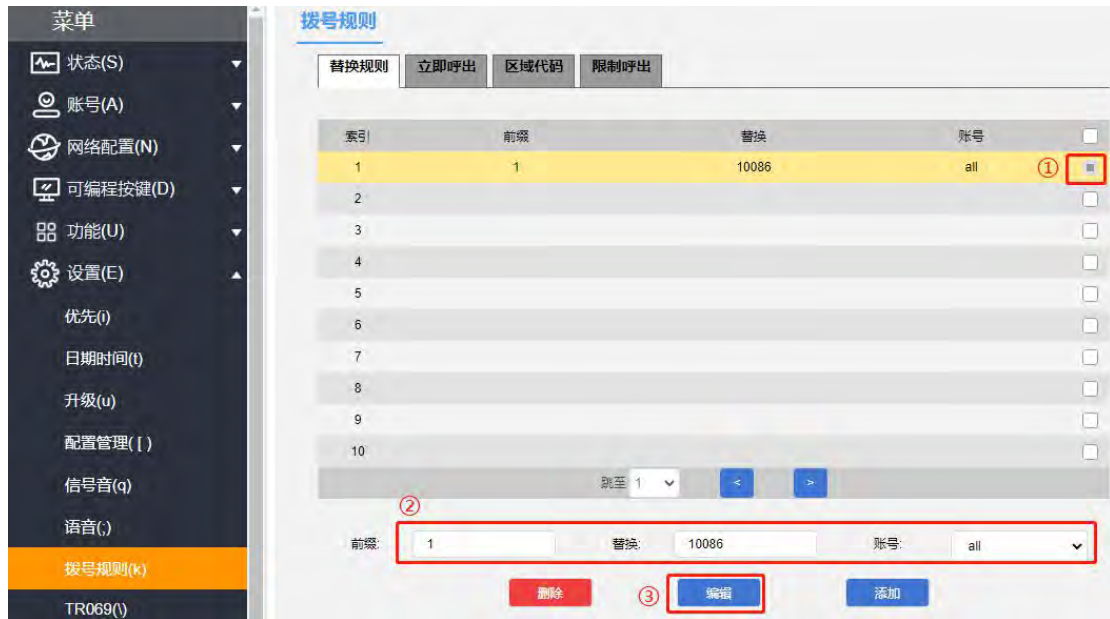 菜单
状态(S)
账号(A)
网络配置(N)
可编程按键(D)
功能(U)
设置(E)
优先(i)
日期时间(t)
升级(u)
配置管理([)
信号音(q)
语音(;)
拨号规则(k)
TR069(\)
拨号规则
替换规则 立即呼出 区域代码 限制呼出
索引 前缀 替换 账号
1 1 10086 all ①
2
3
4
5
6
7
8
9
10
跳至 1 < >
②
前缀: 1 替换: 10086 账号: all
删除 ③ 编辑 添加